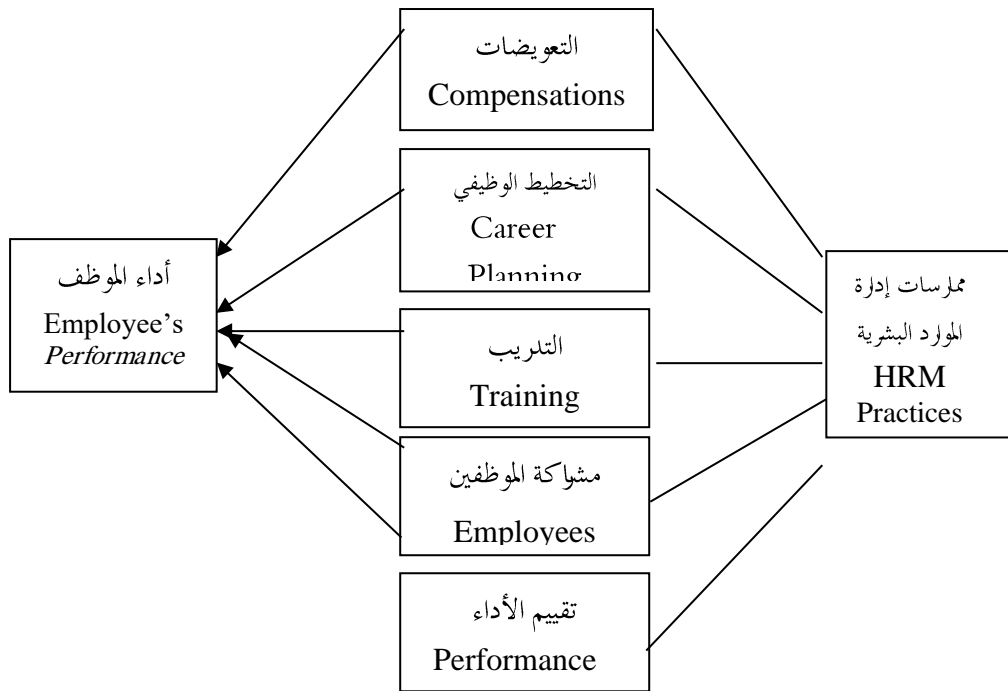 التعويضات
Compensations
التخطيط الوظيفي
Career
Planning
أداء الموظف
Employee's
Performance
ممارسات إدارة
الموارد البشرية
HRM
Practices
التدريب
Training
مشاركة الموظفين
Employees
تقييم الأداء
Performance